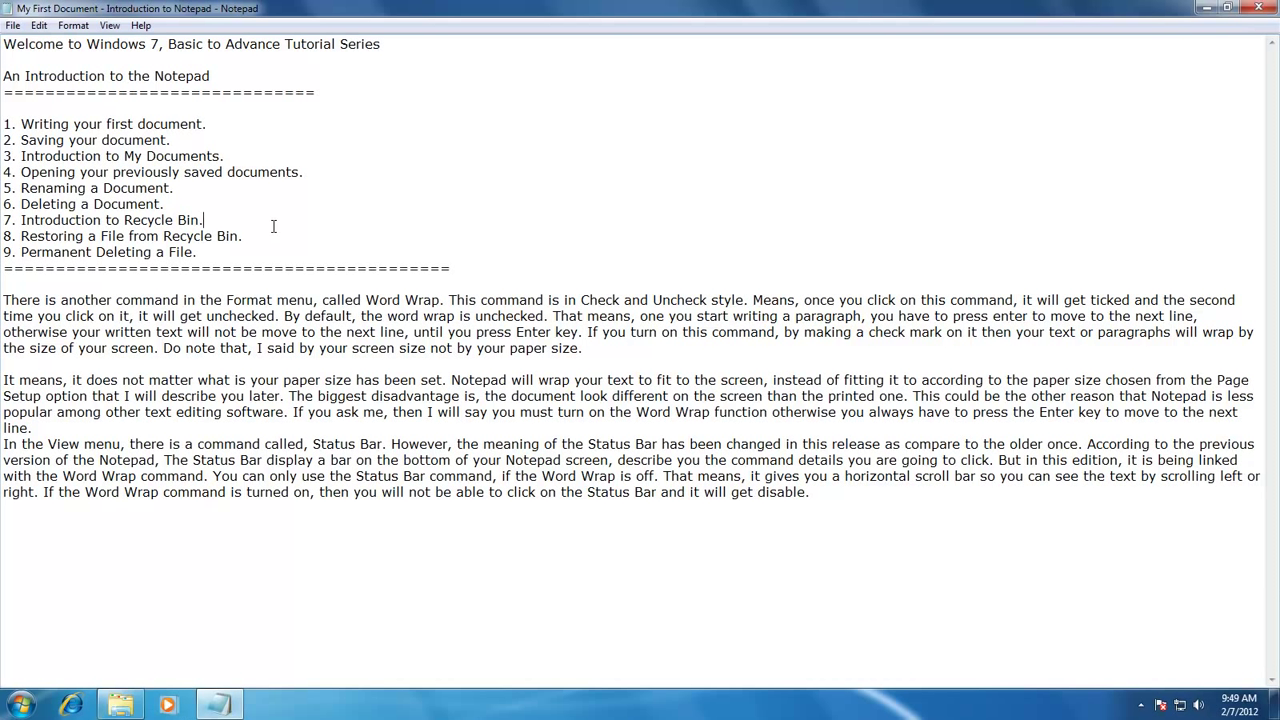 My First Document - Introduction to Notepad - Notepad
File Edit Format View Help
Welcome to Windows 7, Basic to Advance Tutorial Series
An Introduction to the Notepad
==============================
1. Writing your first document.
2. Saving your document.
3. Introduction to My Documents.
4. Opening your previously saved documents.
5. Renaming a Document.
6. Deleting a Document.
7. Introduction to Recycle Bin.
8. Restoring a File from Recycle Bin.
9. Permanent Deleting a File.
===========================================
There is another command in the Format menu, called Word Wrap. This command is in Check and Uncheck style. Means, once you click on this command, it will get ticked and the second
time you click on it, it will get unchecked. By default, the word wrap is unchecked. That means, one you start writing a paragraph, you have to press enter to move to the next line,
otherwise your written text will not be move to the next line, until you press Enter key. If you turn on this command, by making a check mark on it then your text or paragraphs will wrap by
the size of your screen. Do note that, I said by your screen size not by your paper size.
It means, it does not matter what is your paper size has been set. Notepad will wrap your text to fit to the screen, instead of fitting it to according to the paper size chosen from the Page
Setup option that I will describe you later. The biggest disadvantage is, the document look different on the screen than the printed one. This could be the other reason that Notepad is less
popular among other text editing software. If you ask me, then I will say you must turn on the Word Wrap function otherwise you always have to press the Enter key to move to the next
line.
In the View menu, there is a command called, Status Bar. However, the meaning of the Status Bar has been changed in this release as compare to the older once. According to the previous
version of the Notepad, The Status Bar display a bar on the bottom of your Notepad screen, describe you the command details you are going to click. But in this edition, it is being linked
with the Word Wrap command. You can only use the Status Bar command, if the Word Wrap is off. That means, it gives you a horizontal scroll bar so you can see the text by scrolling left or
right. If the Word Wrap command is turned on, then you will not be able to click on the Status Bar and it will get disable.
9:49 AM
2/7/2012